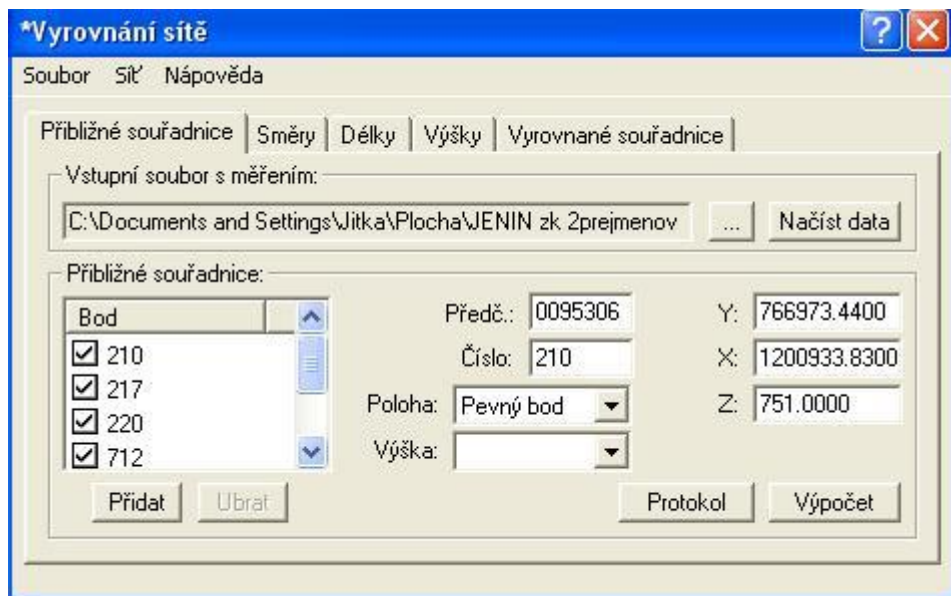 *Vyrovnání sítě
Soubor Síť Nápověda
Přibližné souřadnice Směry Délky Výšky Vyrovnané souřadnice
Vstupní soubor s měřením:
C:\Documents and Settings\Jitka\Plocha\JENIN zk 2prejmenov ... Načíst data
Přibližné souřadnice:
Bod
210
217
220
712
Předč.: 0095306
Číslo: 210
Poloha: Pevný bod
Výška:
Y: 766973.4400
X: 1200933.8300
Z: 751.0000
Přidat Ubrat Protokol Výpočet